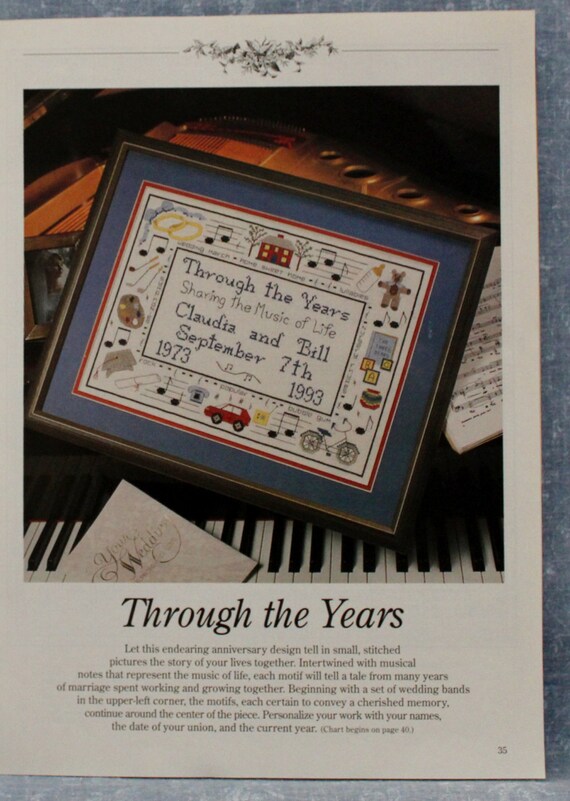 Through the Years
Sharing the Music of Life
Claudia and Bill
September 7th
1973
1993
HOME SWEET HOME
Your
Wedding
Through the Years
Let this endearing anniversary design tell in small, stitched
pictures the story of your lives together. Intertwined with musical
notes that represent the music of life, each motif will tell a tale from many years
of marriage spent working and growing together. Beginning with a set of wedding bands
in the upper-left corner, the motifs, each certain to convey a cherished memory,
continue around the center of the piece. Personalize your work with your names,
the date of your union, and the current year. (Chart begins on page 40.)
35